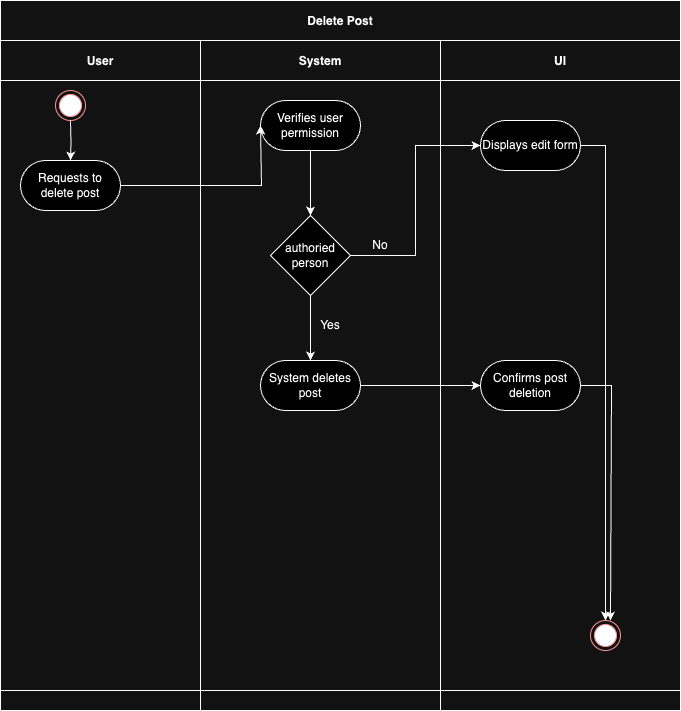 Delete Post
User
System
UI
Verifies user
permission
Displays edit form
Requests to
delete post
authoried
person
No
Yes
System deletes
post
Confirms post
deletion